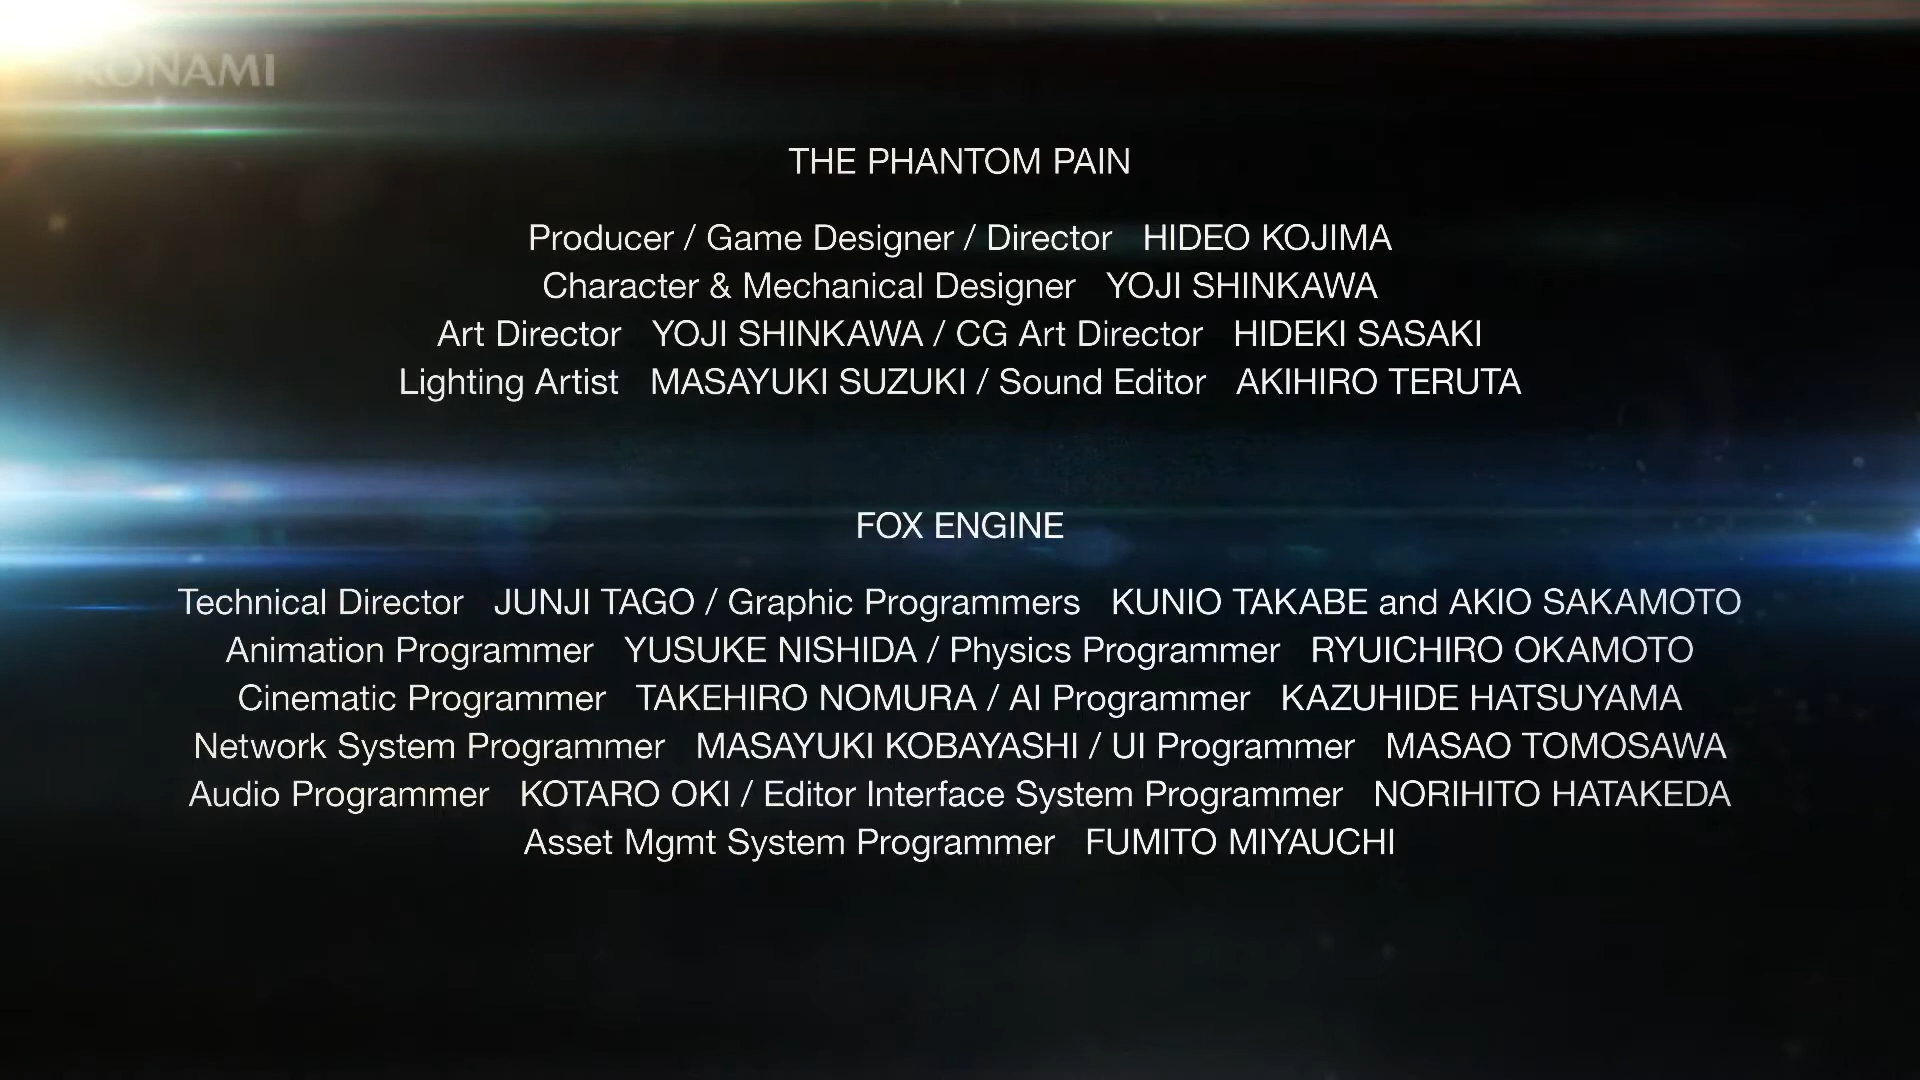 KONAMI
THE PHANTOM PAIN
Producer / Game Designer / Director HIDEO KOJIMA
Character & Mechanical Designer YOJI SHINKAWA
Art Director YOJI SHINKAWA / CG Art Director HIDEKI SASAKI
Lighting Artist MASAYUKI SUZUKI / Sound Editor AKIHIRO TERUTA
FOX ENGINE
Technical Director JUNJI TAGO / Graphic Programmers KUNIO TAKABE and AKIO SAKAMOTO
Animation Programmer YUSUKE NISHIDA / Physics Programmer RYUICHIRO OKAMOTO
Cinematic Programmer TAKEHIRO NOMURA / AI Programmer KAZUHIDE HATSUYAMA
Network System Programmer MASAYUKI KOBAYASHI / UI Programmer MASAO TOMOSAWA
Audio Programmer KOTARO OKI / Editor Interface System Programmer NORIHITO HATAKEDA
Asset Mgmt System Programmer FUMITO MIYAUCHI